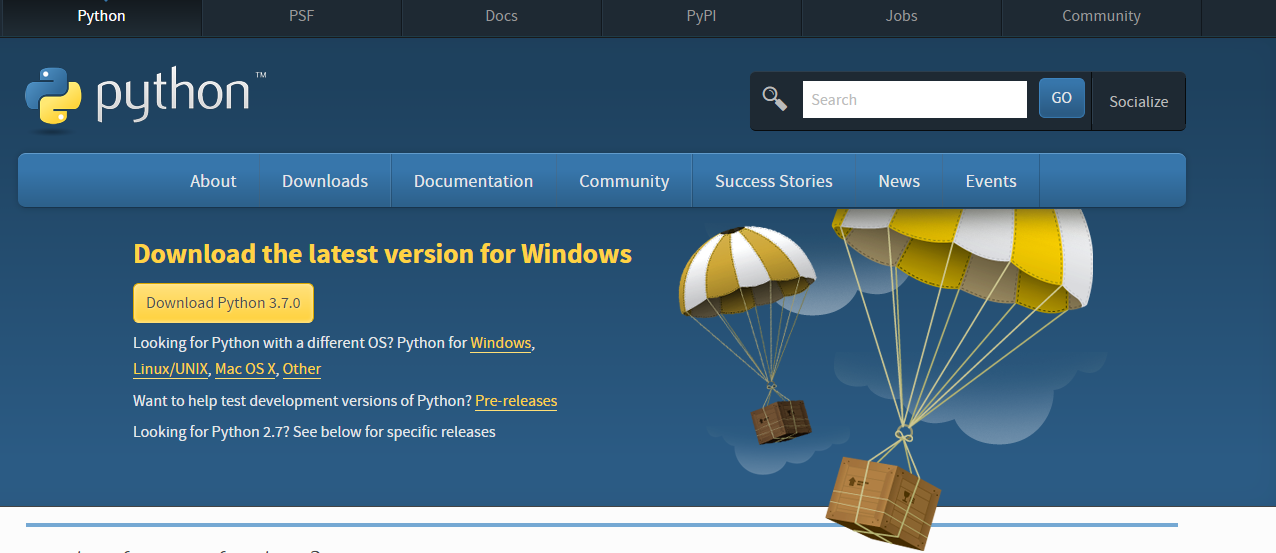 Python PSF Docs PyPI Jobs Community
python™
Search GO Socialize
About Downloads Documentation Community Success Stories News Events
Download the latest version for Windows
Download Python 3.7.0
Looking for Python with a different OS? Python for Windows,
Linux/UNIX, Mac OS X, Other
Want to help test development versions of Python? Pre-releases
Looking for Python 2.7? See below for specific releases